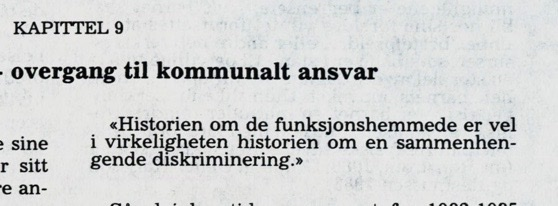 KAPITTEL 9
overgang til kommunalt ansvar
sine
sitt
an-
«Historien om de funksjonshemmede er vel
i virkeligheten historien om en sammenhen-
gende diskriminering.»